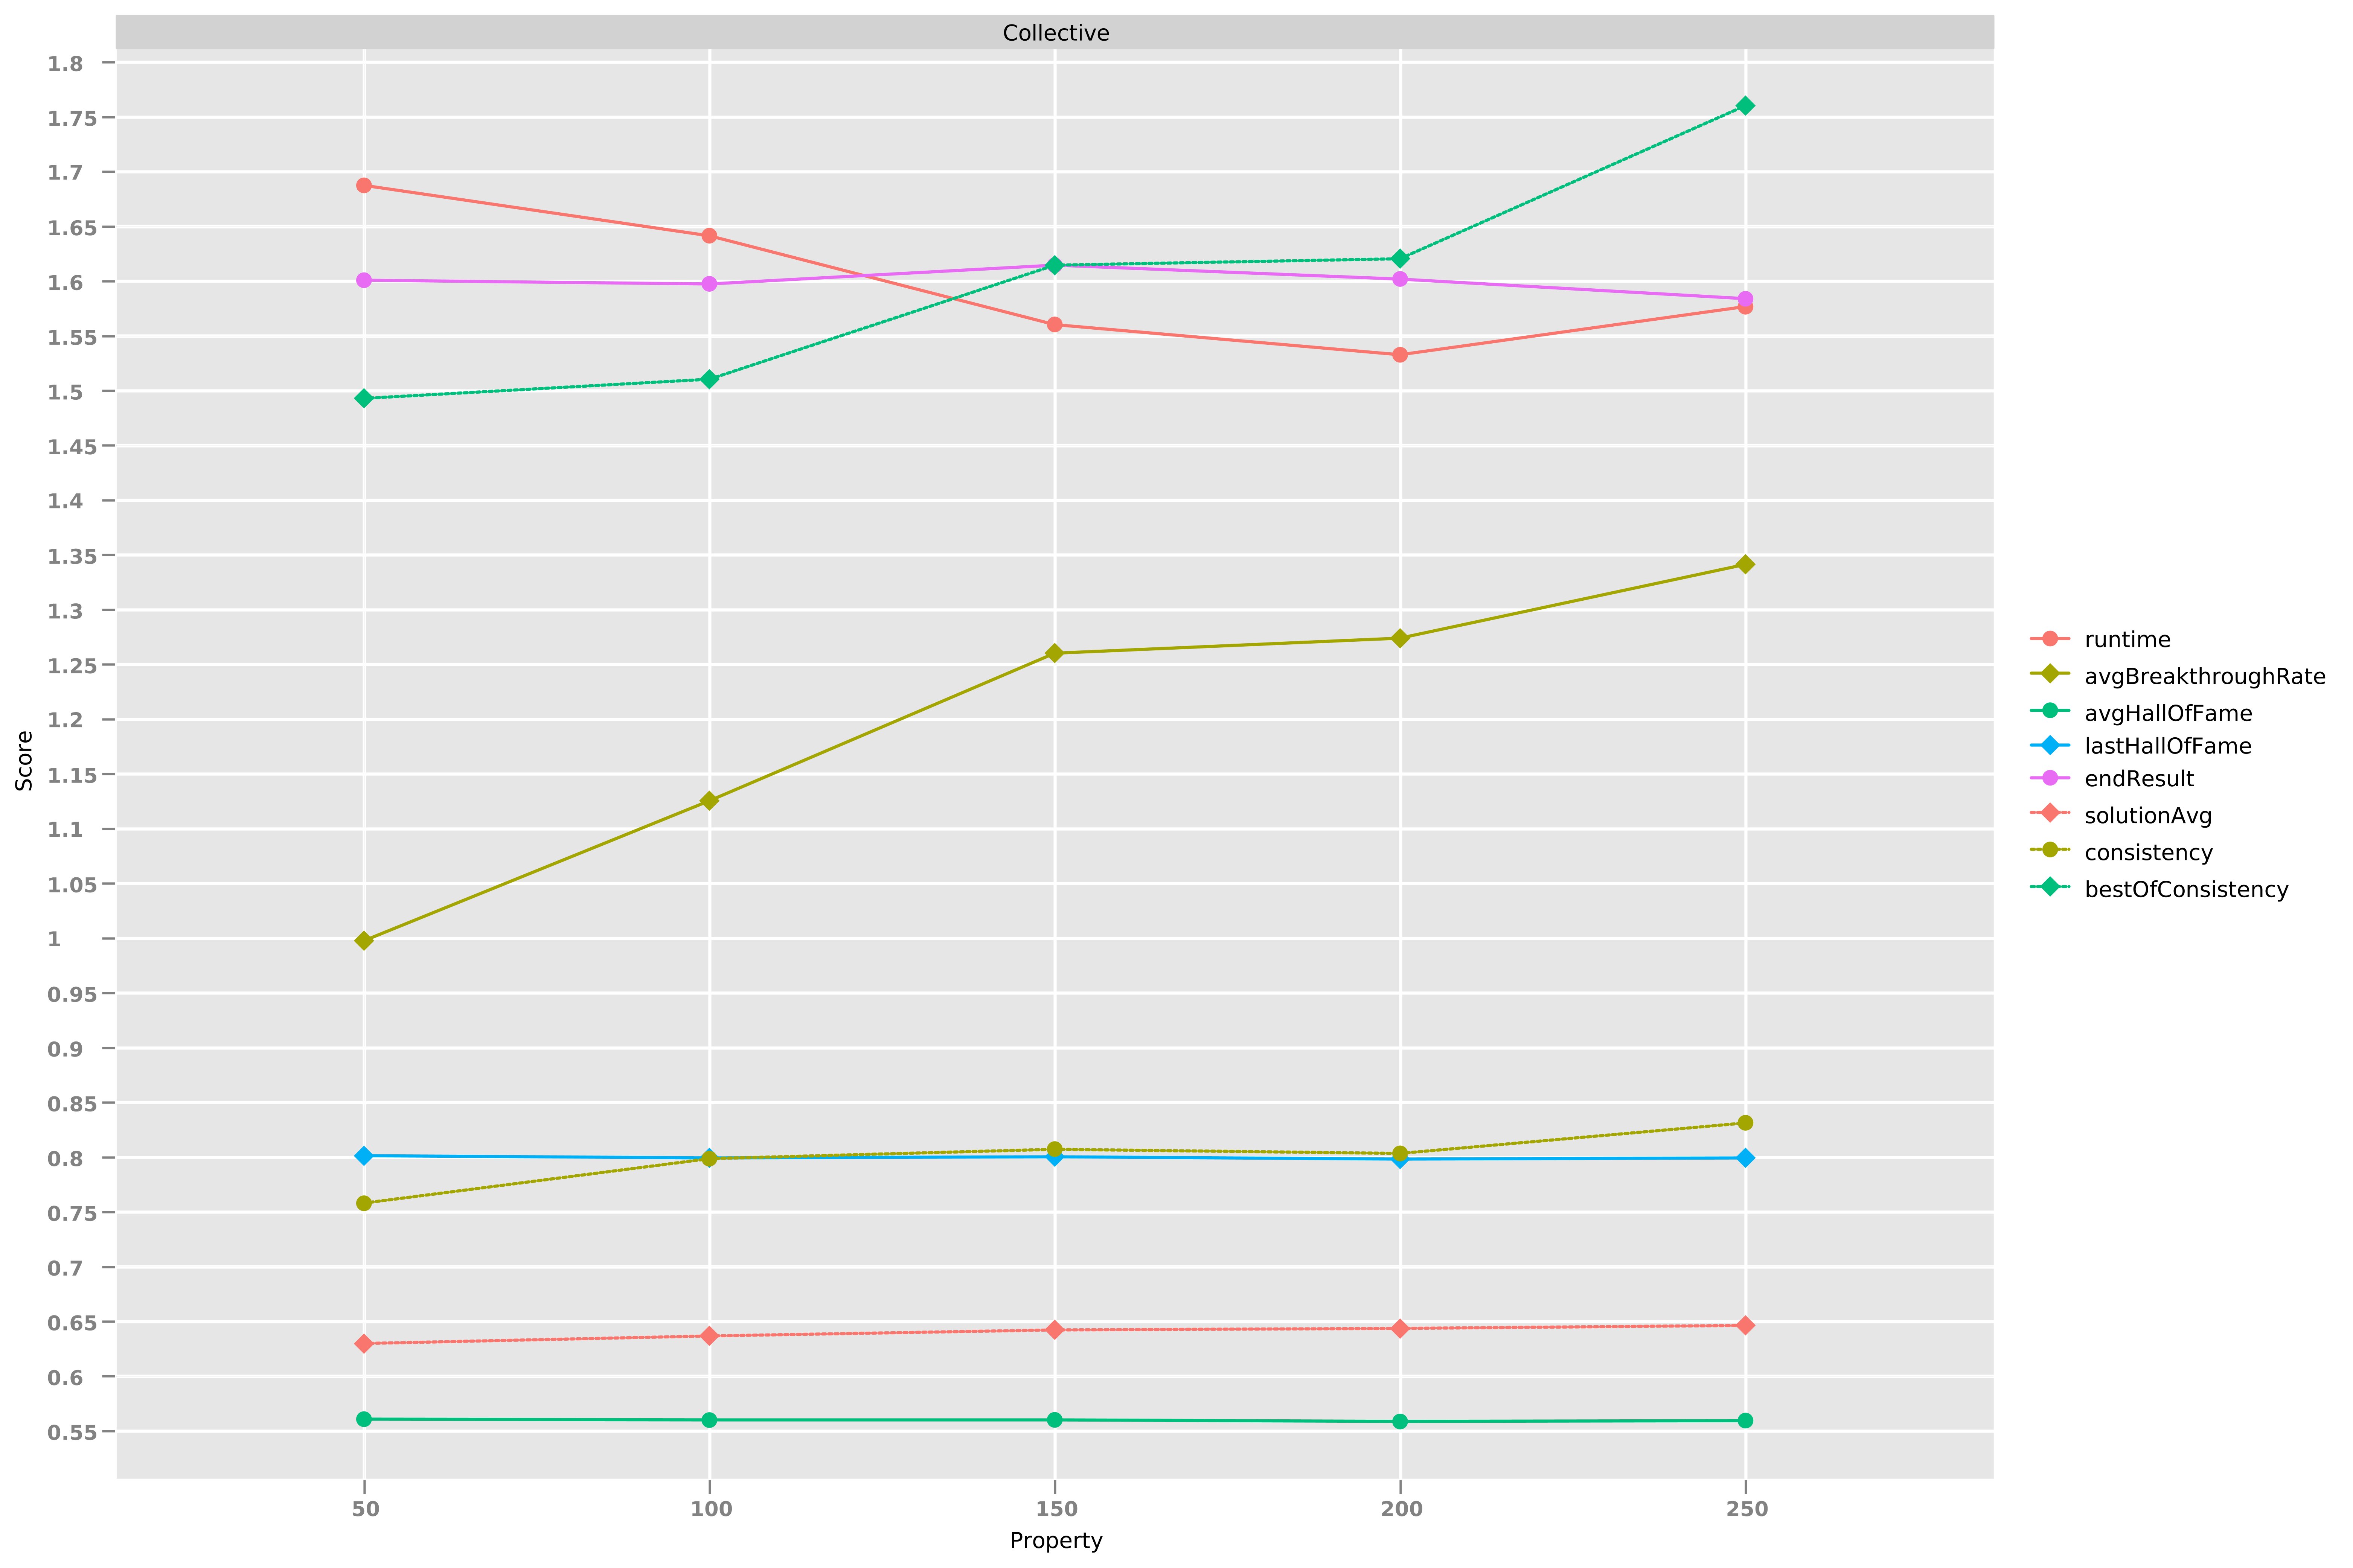 Collective
1.8
1.75
1.7
1.65
1.6
1.55
1.5
1.45
1.4
1.35
1.3
1.25
1.2
1.15
1.1
1.05
1
0.95
0.9
0.85
0.8
0.75
0.7
0.65
0.6
0.55
Score
50 100 150 200 250
Property
runtime
avgBreakthroughRate
avgHallOfFame
lastHallOfFame
endResult
solutionAvg
consistency
bestOfConsistency